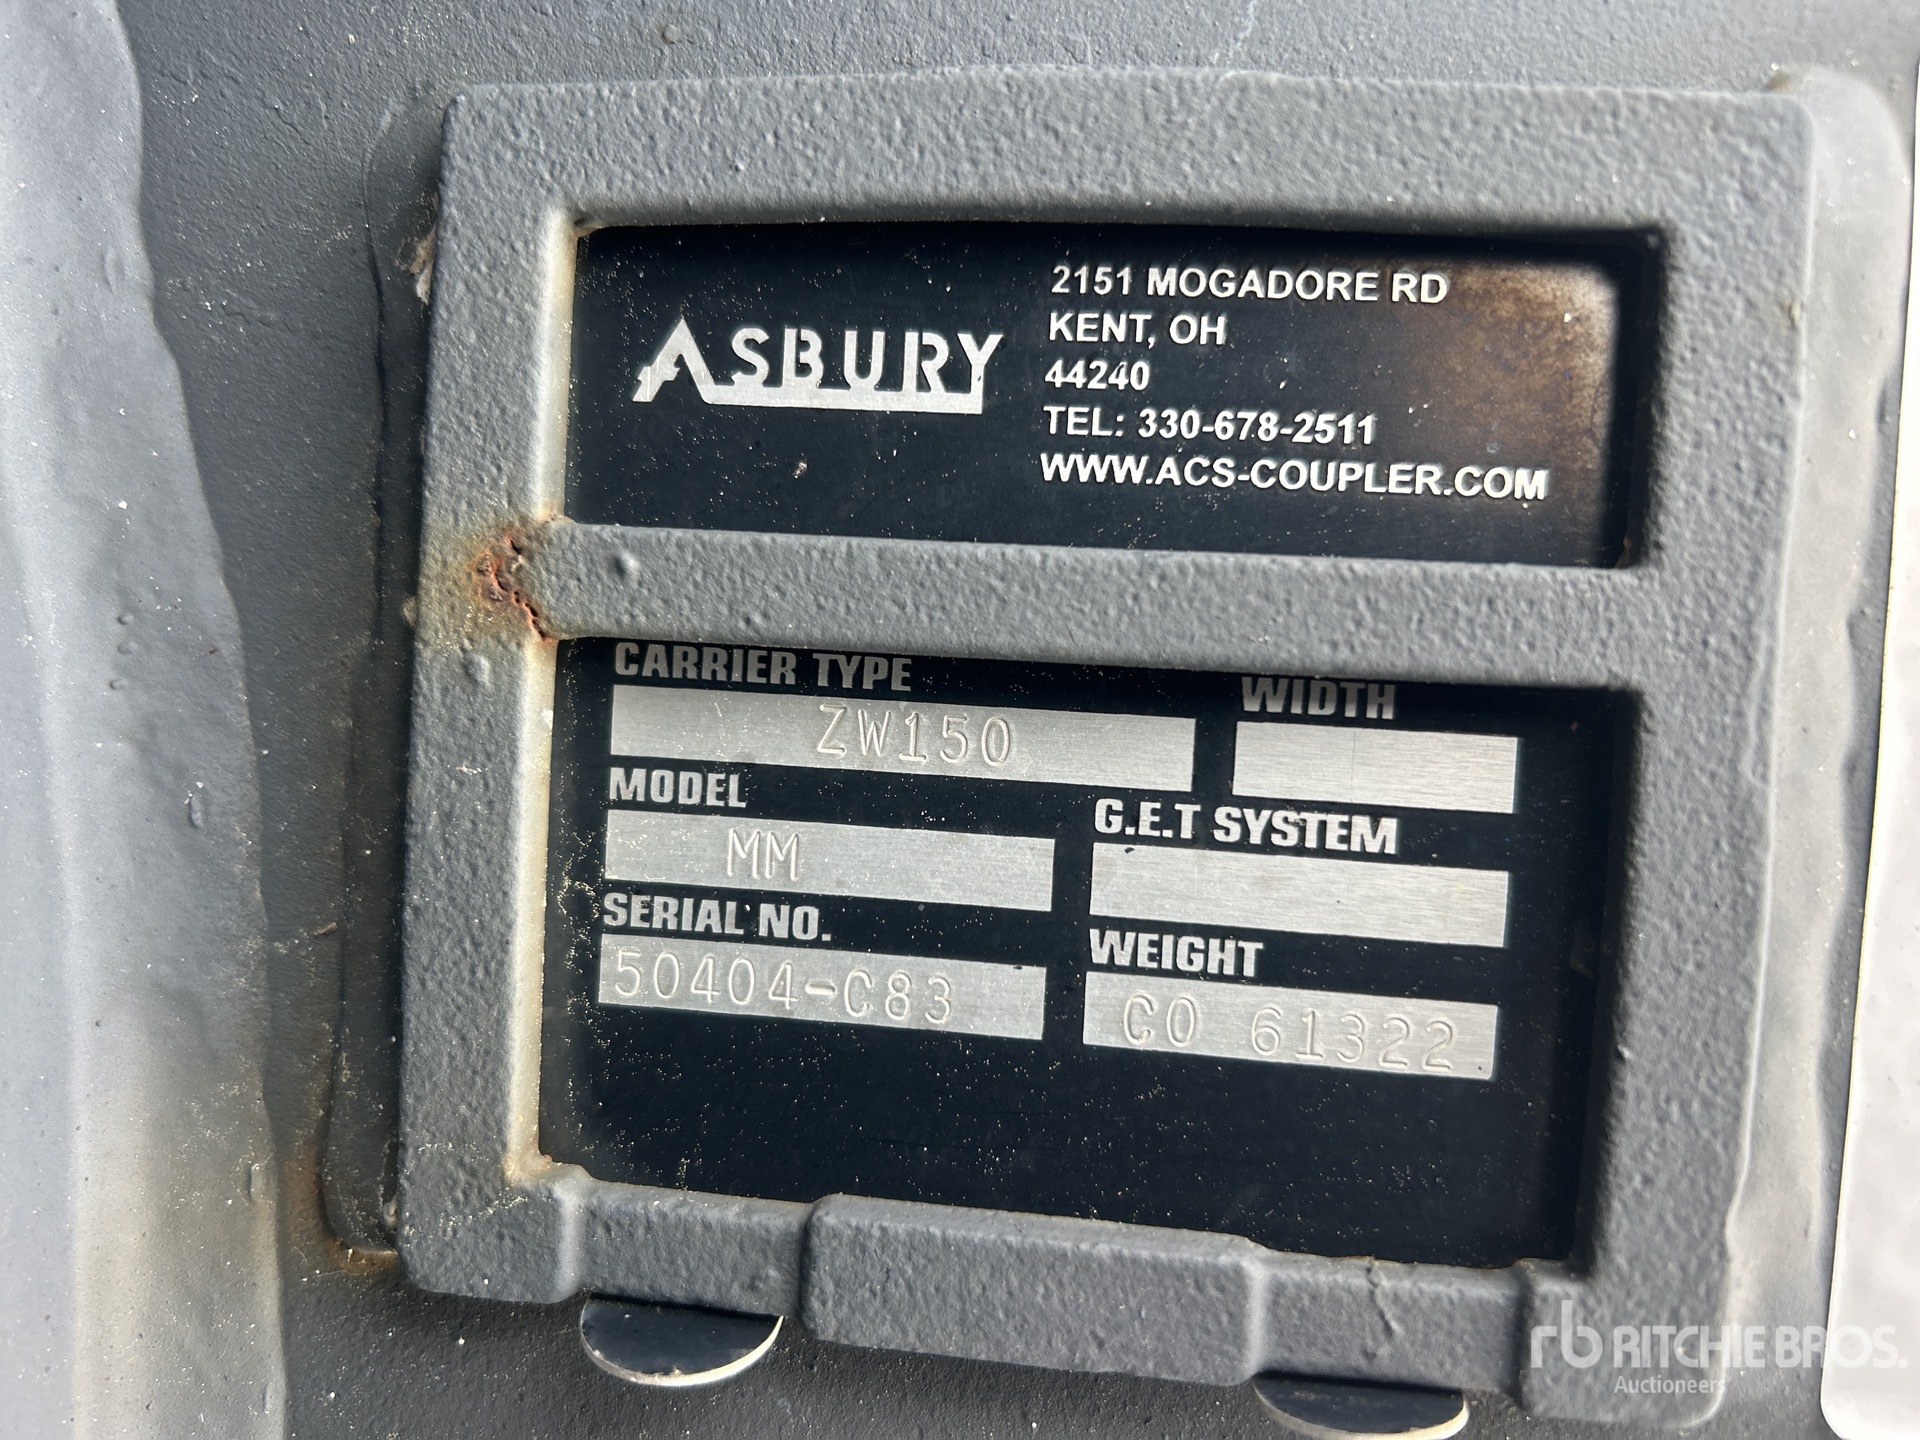 ASBURY
2151 MOGADORE RD
KENT, OH
44240
TEL: 330-678-2511
WWW.ACS-COUPLER.COM
CARRIER TYPE
ZW150
WIDTH
MODEL
MM
G.E.T SYSTEM
SERIAL NO.
50404-C83
WEIGHT
CO 61322
rb RITCHIE BROS.
Auctioneers